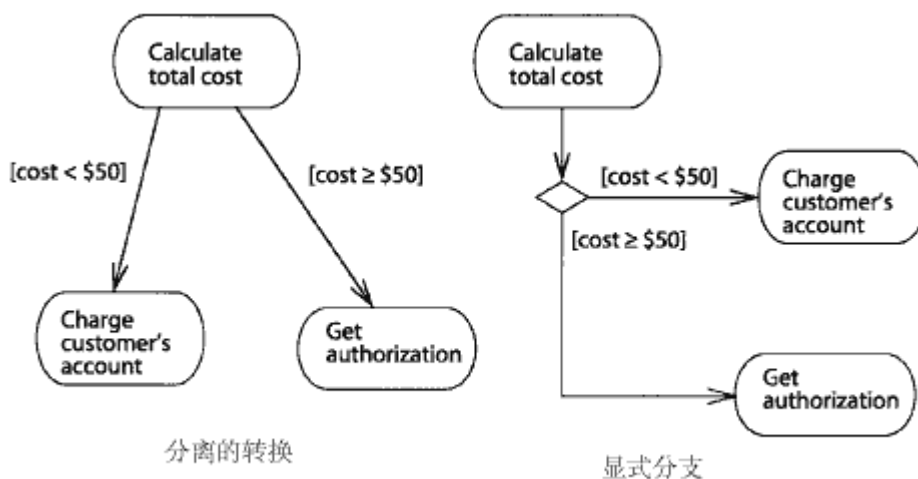 Calculate
total cost
[cost < $50]
[cost ≥ $50]
Charge
customer's
account
Get
authorization
分离的转换
Calculate
total cost
[cost < $50]
Charge
customer's
account
[cost ≥ $50]
Get
authorization
显式分支